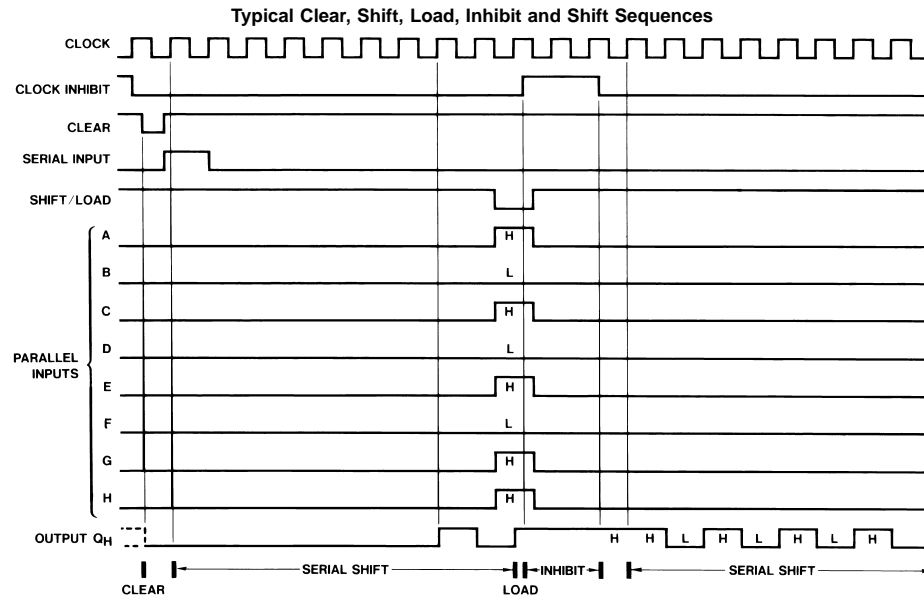 Typical Clear, Shift, Load, Inhibit and Shift Sequences
CLOCK
CLOCK INHIBIT
CLEAR
SERIAL INPUT
SHIFT/LOAD
A H
B L
C H
D L
PARALLEL
INPUTS
E H
F L
G H
H H
OUTPUT QH H H L H L H L H
SERIAL SHIFT INHIBIT SERIAL SHIFT
CLEAR LOAD